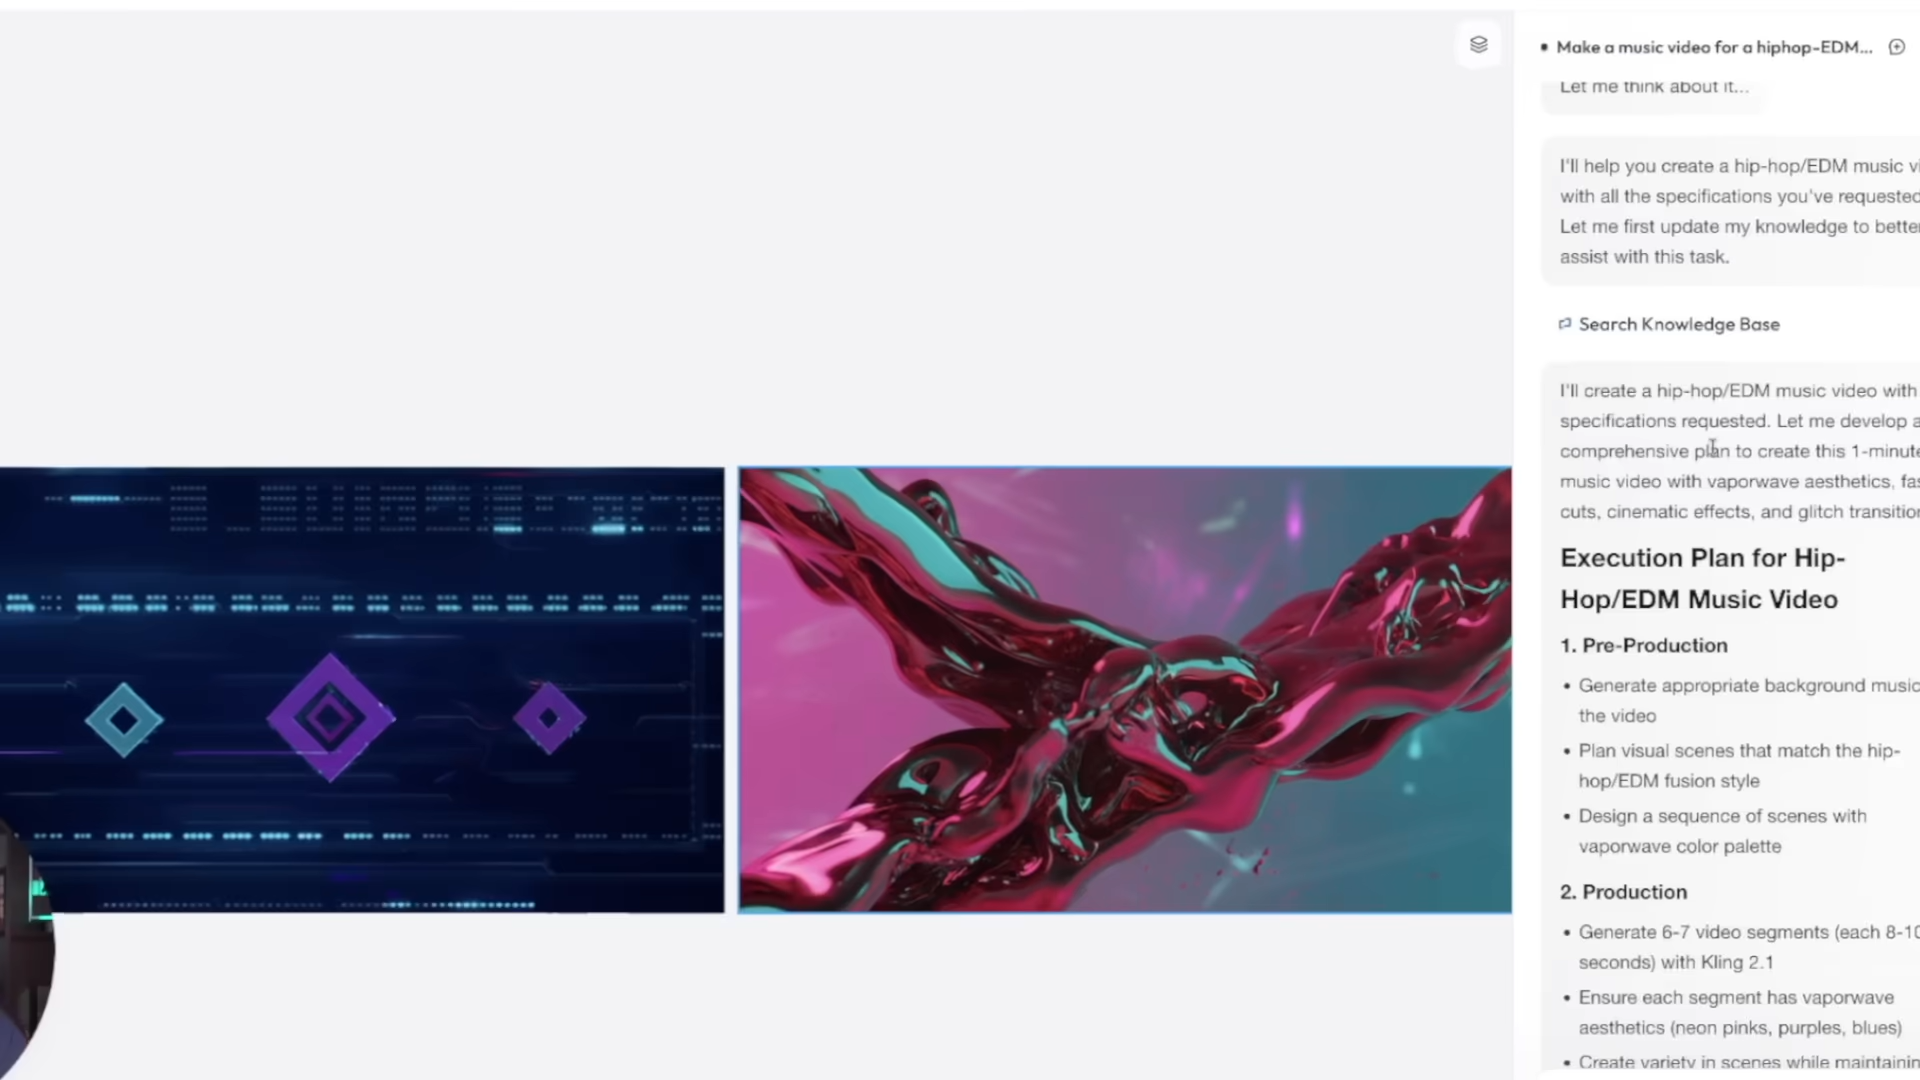 Make a music video for a hiphop-EDM...
Let me think about it...
I'll help you create a hip-hop/EDM music
with all the specifications you've requested
Let me first update my knowledge to better
assist with this task.
Search Knowledge Base
I'll create a hip-hop/EDM music video with
specifications requested. Let me develop a
comprehensive plan to create this 1-minute
music video with vaporwave aesthetics,
cuts, cinematic effects, and glitch
Execution Plan for Hip-
Hop/EDM Music Video
1. Pre-Production
• Generate appropriate background music
the video
• Plan visual scenes that match the hip-
hop/EDM fusion style
• Design a sequence of scenes with
vaporwave color palette
2. Production
• Generate 6-7 video segments (each 8-10
seconds) with Kling 2.1
• Ensure each segment has vaporwave
aesthetics (neon pinks, purples, blues)
• Create variety in scenes while